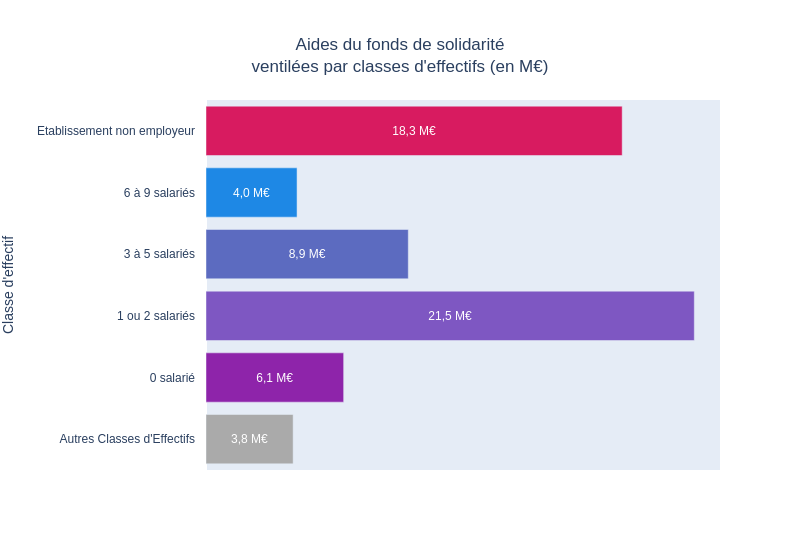 Aides du fonds de solidarité
ventilées par classes d'effectifs (en M€)
Classe d'effectif
Etablissement non employeur
18,3 M€
6 à 9 salariés
4,0 M€
3 à 5 salariés
8,9 M€
1 ou 2 salariés
21,5 M€
0 salarié
6,1 M€
Autres Classes d'Effectifs
3,8 M€